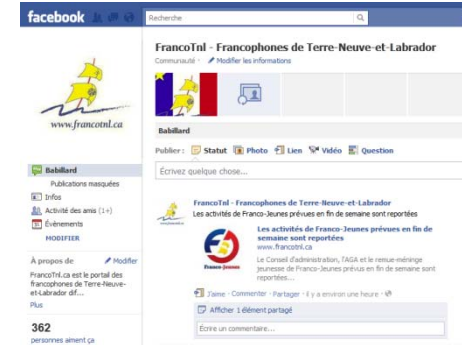 facebook
Recherche
FrancoTnl - Francophones de Terre-Neuve-et-Labrador
Communauté · Modifier les informations
www.francotnl.ca
Babillard
Publier : Statut Photo Lien Vidéo Question
Écrivez quelque chose...
Babillard
Publications masquées
Infos
Activité des amis (1+)
Évènements
MODIFIER
À propos de Modifier
FrancoTnl.ca est le portail des
francophones de Terre-Neuve-
et-Labrador dif...
Plus
362
personnes aiment ça
FrancoTnl - Francophones de Terre-Neuve-et-Labrador
Les activités de Franco-Jeunes prévues en fin de semaine sont reportées
Franco-Jeunes
Les activités de Franco-Jeunes prévues en fin de
semaine sont reportées
www.francotnl.ca
Le Conseil d'administration, l'AGA et le remue-méninge
jeunesse de Franco-Jeunes prévus en fin de semaine sont
reportées...
J'aime · Commenter · Partager · il y a environ une heure ·
Afficher 1 élément partagé
Écrire un commentaire...